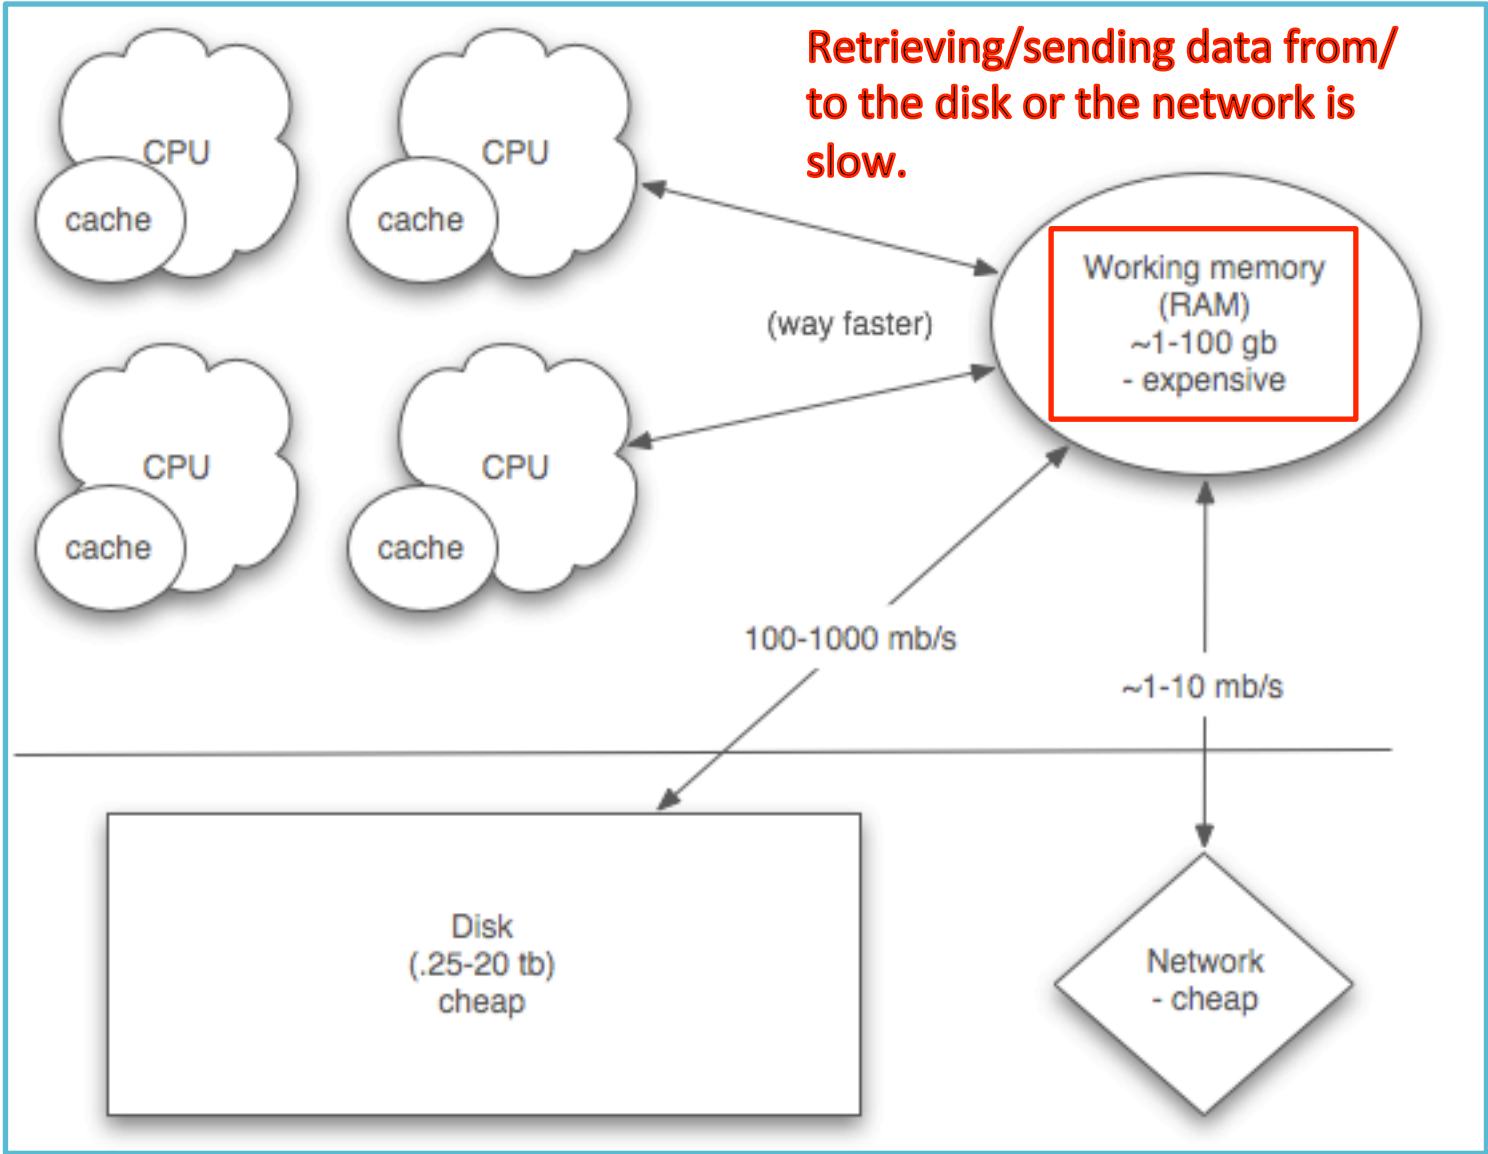 Retrieving/sending data from/
to the disk or the network is
slow.
CPU
cache
CPU
cache
Working memory
(RAM)
~1-100 gb
- expensive
(way faster)
CPU
cache
CPU
cache
100-1000 mb/s
~1-10 mb/s
Disk
(.25-20 tb)
cheap
Network
- cheap